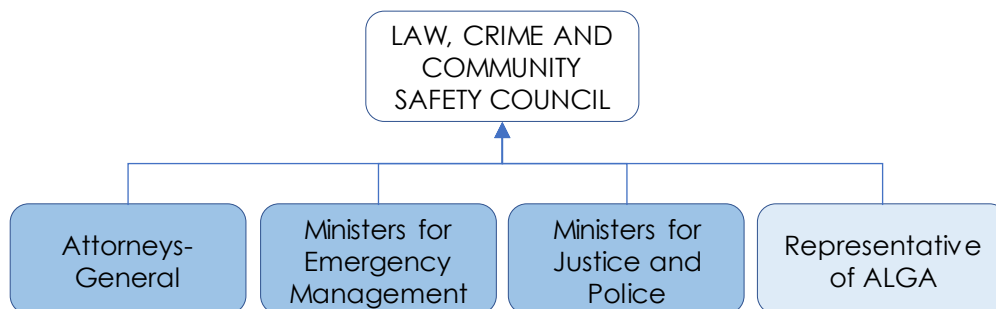 LAW, CRIME AND
COMMUNITY
SAFETY COUNCIL
Attorneys-
General
Ministers for
Emergency
Management
Ministers for
Justice and
Police
Representative
of ALGA